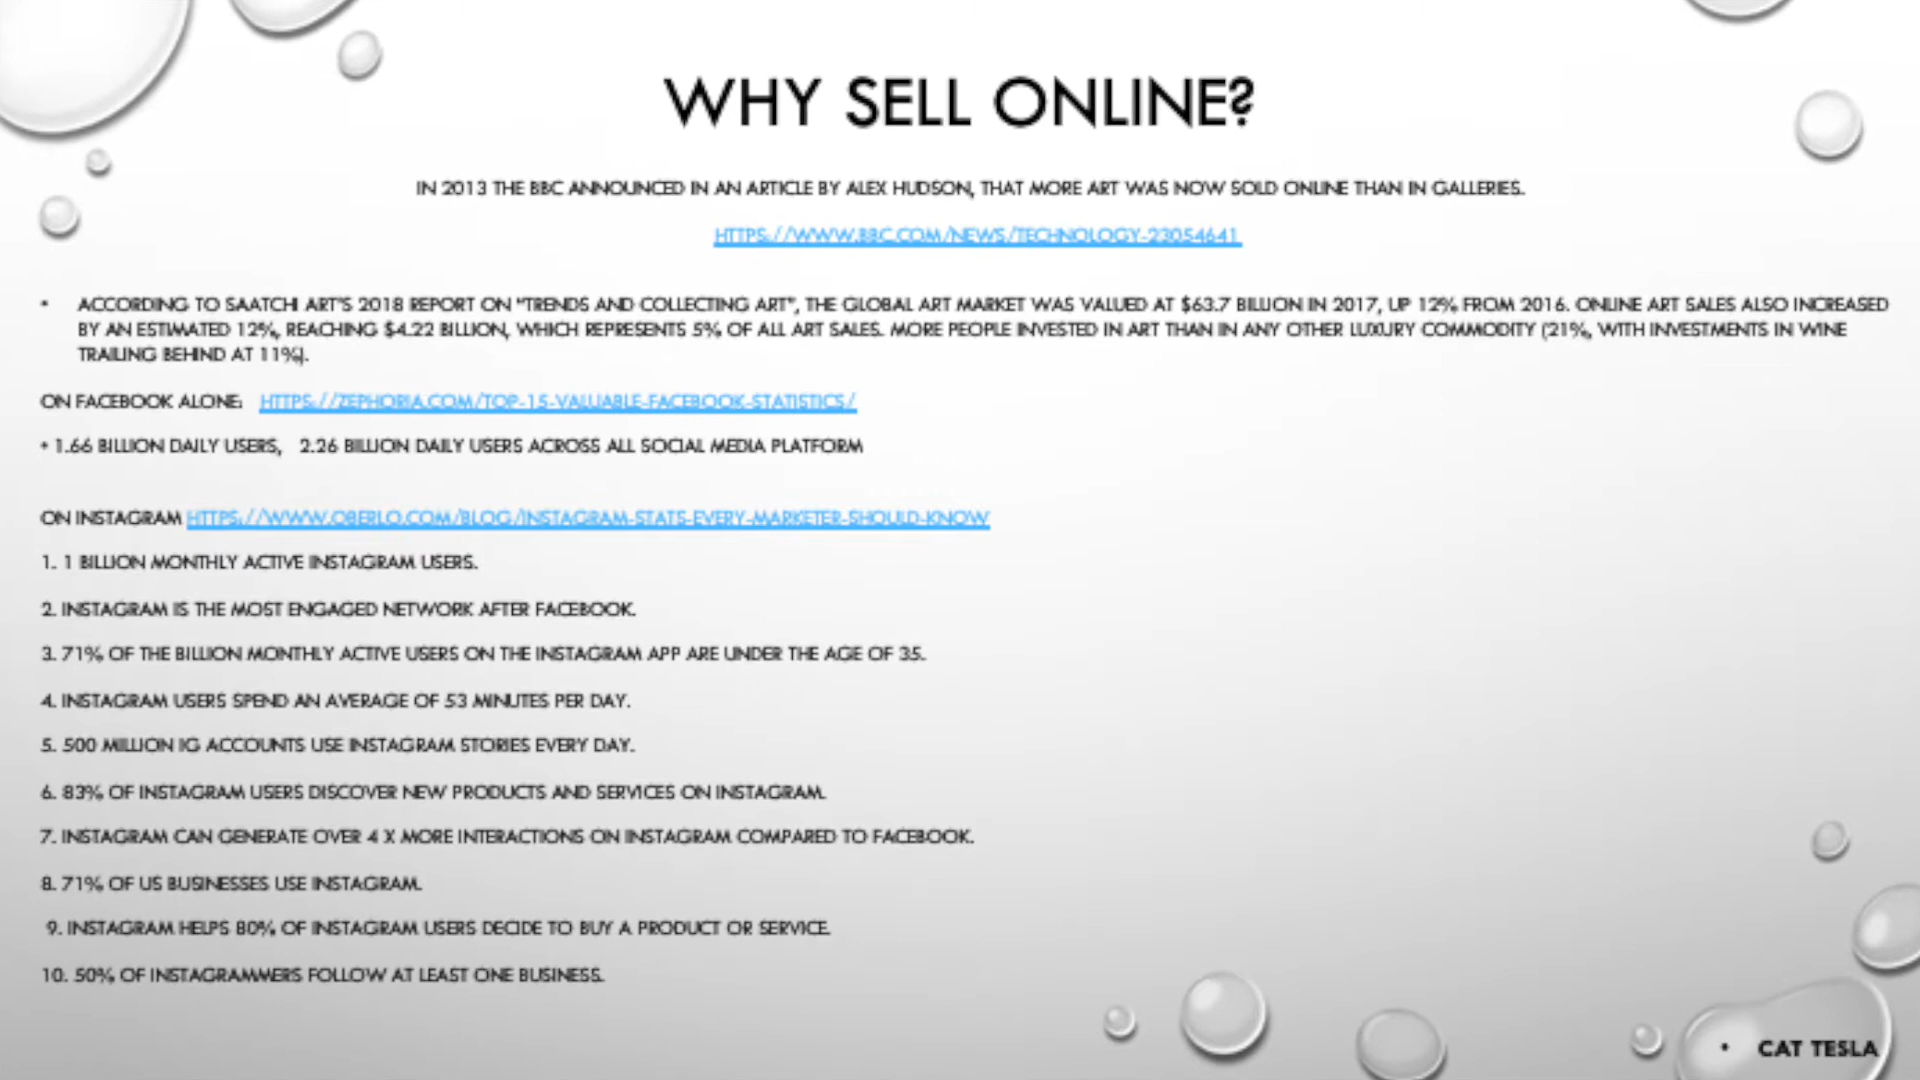 WHY SELL ONLINE?
IN 2013 THE BBC ANNOUNCED IN AN ARTICLE BY ALEX HUDSON, THAT MORE ART WAS NOW SOLD ONLINE THAN IN GALLERIES.
HTTPS://WWW.BBC.COM/NEWS/TECHNOLOGY-23054641
• ACCORDING TO SAATCHI ART'S 2018 REPORT ON "TRENDS AND COLLECTING ART", THE GLOBAL ART MARKET WAS VALUED AT $63.7 BILLION IN 2017, UP 12% FROM 2016. ONLINE ART SALES ALSO INCREASED
BY AN ESTIMATED 12%, REACHING $4.22 BILLION, WHICH REPRESENTS 5% OF ALL ART SALES. MORE PEOPLE INVESTED IN ART THAN IN ANY OTHER LUXURY COMMODITY (21%, WITH INVESTMENTS IN WINE
TRAILING BEHIND AT 11%).
ON FACEBOOK ALONE: HTTPS://ZEPHORIA.COM/TOP-15-VALUABLE-FACEBOOK-STATISTICS/
• 1.66 BILLION DAILY USERS, 2.26 BILLION DAILY USERS ACROSS ALL SOCIAL MEDIA PLATFORM
ON INSTAGRAM HTTPS://WWW.OBERLO.COM/BLOG/INSTAGRAM-STATS-EVERY-MARKETER-SHOULD-KNOW
1. 1 BILLION MONTHLY ACTIVE INSTAGRAM USERS.
2. INSTAGRAM IS THE MOST ENGAGED NETWORK AFTER FACEBOOK.
3. 71% OF THE BILLION MONTHLY ACTIVE USERS ON THE INSTAGRAM APP ARE UNDER THE AGE OF 35.
4. INSTAGRAM USERS SPEND AN AVERAGE OF 53 MINUTES PER DAY.
5. 500 MILLION IG ACCOUNTS USE INSTAGRAM STORIES EVERY DAY.
6. 83% OF INSTAGRAM USERS DISCOVER NEW PRODUCTS AND SERVICES ON INSTAGRAM.
7. INSTAGRAM CAN GENERATE OVER 4 X MORE INTERACTIONS ON INSTAGRAM COMPARED TO FACEBOOK.
8. 71% OF US BUSINESSES USE INSTAGRAM.
9. INSTAGRAM HELPS 80% OF INSTAGRAM USERS DECIDE TO BUY A PRODUCT OR SERVICE.
10. 50% OF INSTAGRAMMERS FOLLOW AT LEAST ONE BUSINESS.
• CAT TESLA